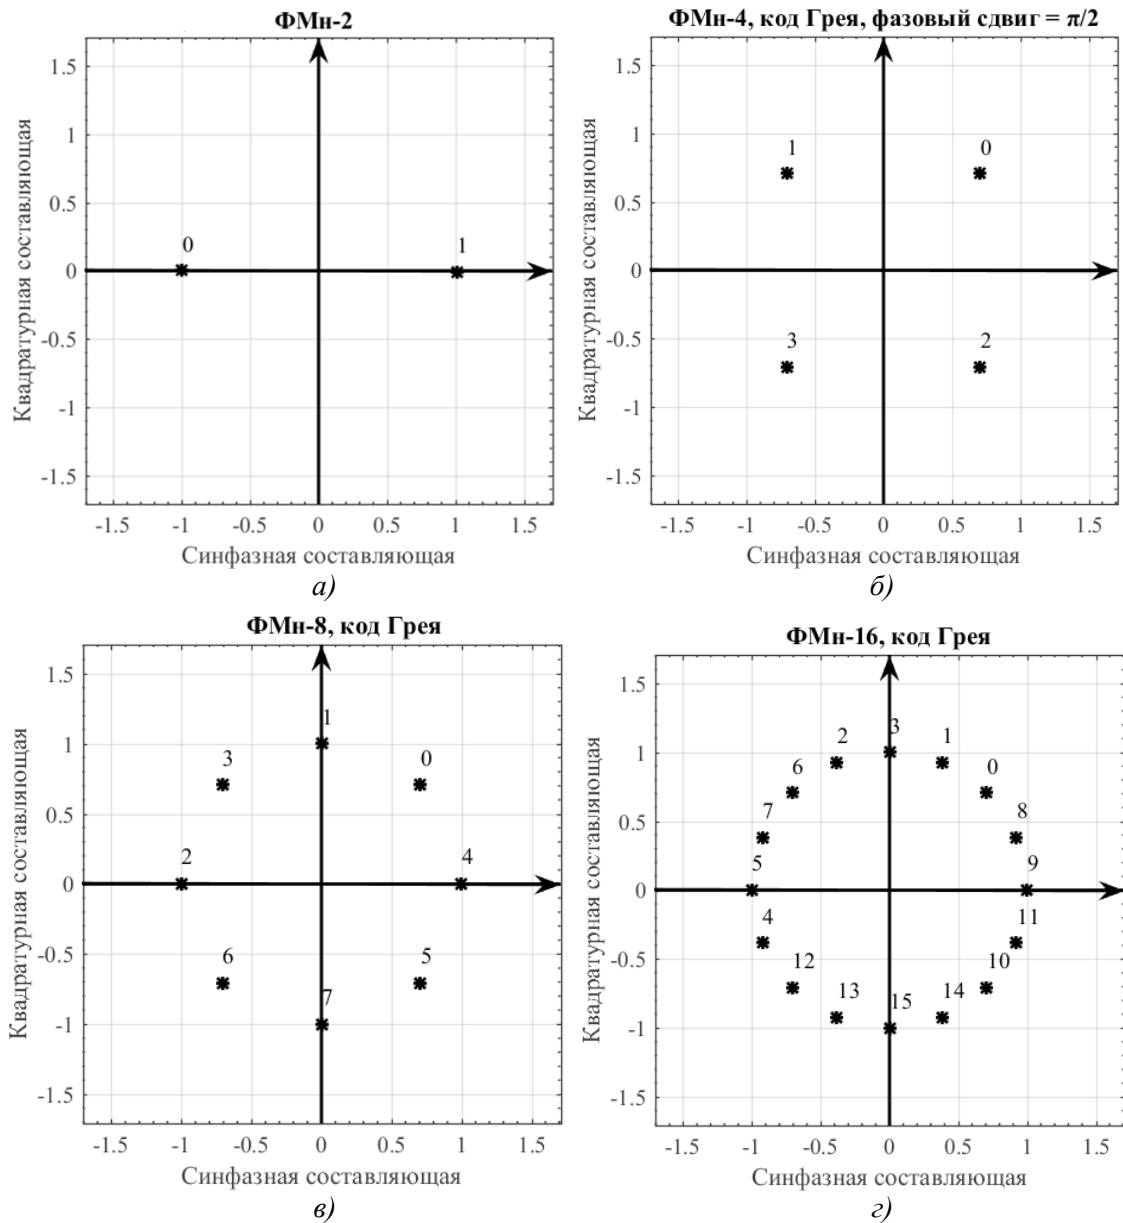 ФМн-2
1.5
1
0.5
0
-0.5
-1
-1.5
0
1
-1.5 -1 -0.5 0 0.5 1 1.5
Квадратурная составляющая
Синфазная составляющая
а)
ФМн-4, код Грея, фазовый сдвиг = π/2
1.5
1
0.5
0
-0.5
-1
-1.5
1 0
3 2
-1.5 -1 -0.5 0 0.5 1 1.5
Квадратурная составляющая
Синфазная составляющая
б)
ФМн-8, код Грея
1.5
1
0.5
0
-0.5
-1
-1.5
1
3 0
2 4
6 5
7
-1.5 -1 -0.5 0 0.5 1 1.5
Квадратурная составляющая
Синфазная составляющая
в)
ФМн-16, код Грея
1.5
1
0.5
0
-0.5
-1
-1.5
2 3 1
6 0
7 8
5 9
4 11
12 10
13 15 14
-1.5 -1 -0.5 0 0.5 1 1.5
Квадратурная составляющая
Синфазная составляющая
г)